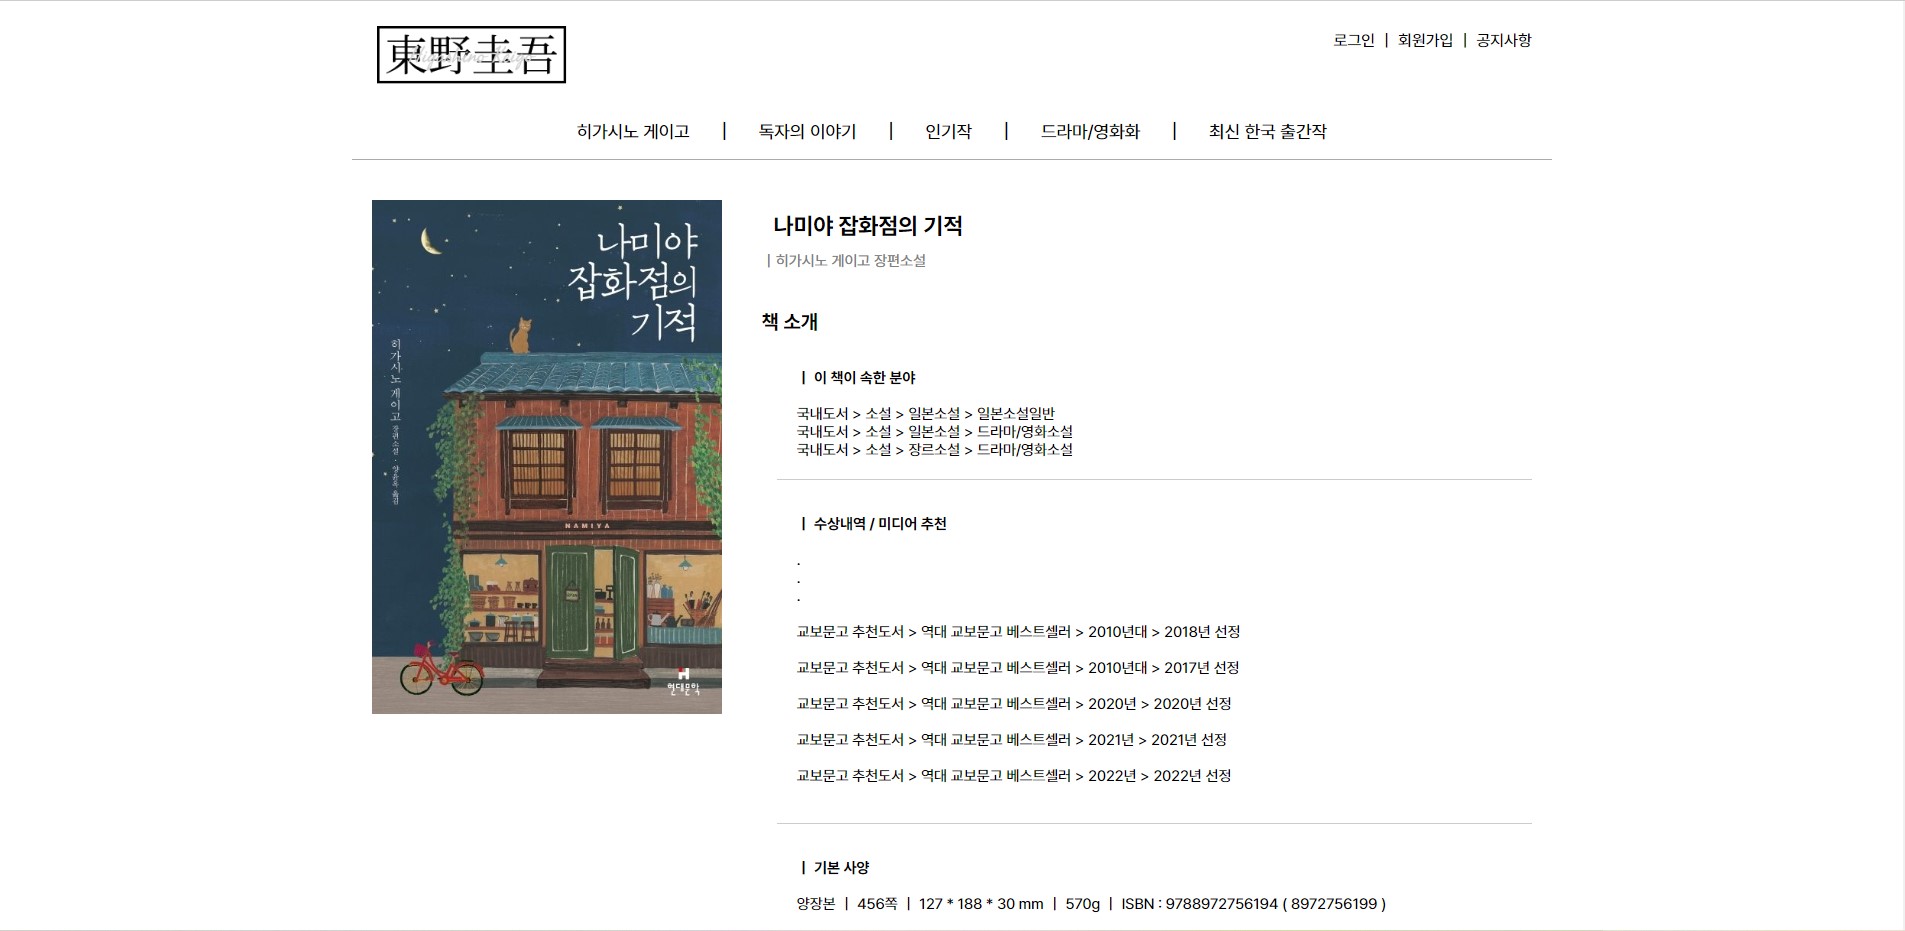 東野圭吾
로그인 | 회원가입 | 공지사항
히가시노 게이고 | 독자의 이야기 | 인기작 | 드라마/영화화 | 최신 한국 출간작
나미야
잡화점의
기적
히가시노 게이고 장편소설 · 양윤옥 옮김
NAMIYA
현대문학
나미야 잡화점의 기적
| 히가시노 게이고 장편소설
책 소개
| 이 책이 속한 분야
국내도서 > 소설 > 일본소설 > 일본소설일반
국내도서 > 소설 > 일본소설 > 드라마/영화소설
국내도서 > 소설 > 장르소설 > 드라마/영화소설
| 수상내역 / 미디어 추천
.
.
.
교보문고 추천도서 > 역대 교보문고 베스트셀러 > 2010년대 > 2018년 선정
교보문고 추천도서 > 역대 교보문고 베스트셀러 > 2010년대 > 2017년 선정
교보문고 추천도서 > 역대 교보문고 베스트셀러 > 2020년 > 2020년 선정
교보문고 추천도서 > 역대 교보문고 베스트셀러 > 2021년 > 2021년 선정
교보문고 추천도서 > 역대 교보문고 베스트셀러 > 2022년 > 2022년 선정
| 기본 사양
양장본 | 456쪽 | 127 * 188 * 30 mm | 570g | ISBN : 9788972756194 ( 8972756199 )